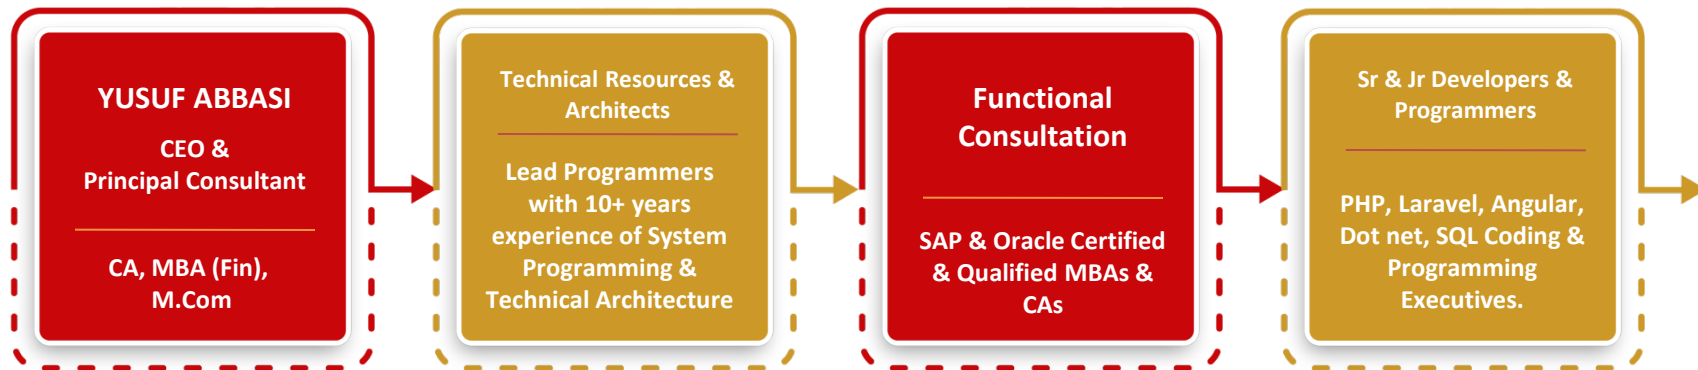 YUSUF ABBASI
CEO &
Principal Consultant
CA, MBA (Fin),
M.Com
Technical Resources &
Architects
Lead Programmers
with 10+ years
experience of System
Programming &
Technical Architecture
Functional
Consultation
SAP & Oracle Certified
& Qualified MBAs &
CAs
Sr & Jr Developers &
Programmers
PHP, Laravel, Angular,
Dot net, SQL Coding &
Programming
Executives.